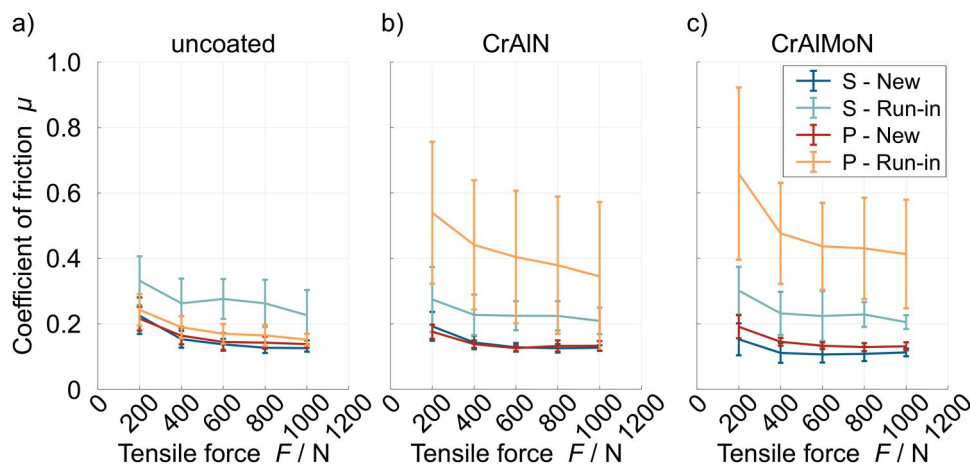 a)
uncoated
b)
CrAlN
c)
CrAlMoN
Coefficient of friction μ
1.0
0.8
0.6
0.4
0.2
0
S - New
S - Run-in
P - New
P - Run-in
0 200 400 600 800 1000 1200
0 200 400 600 800 1000 1200
0 200 400 600 800 1000 1200
Tensile force F / N
Tensile force F / N
Tensile force F / N